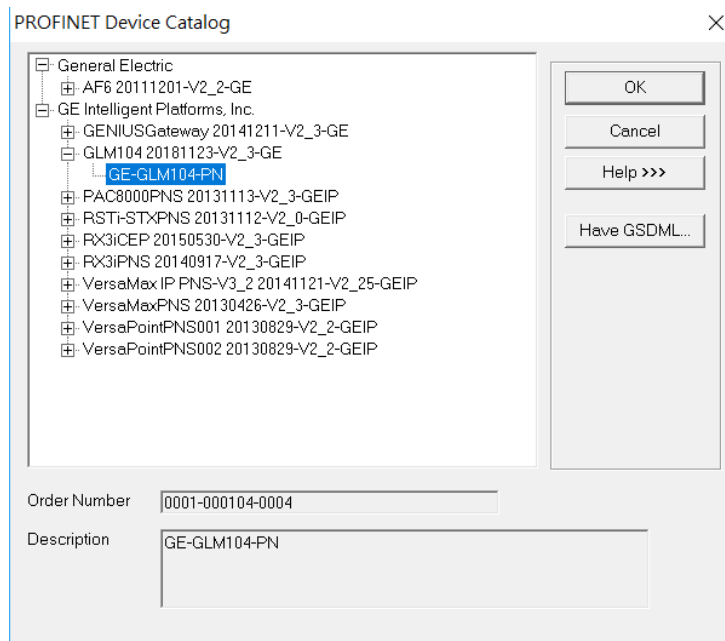 PROFINET Device Catalog
General Electric
AF6 20111201-V2_2-GE
GE Intelligent Platforms, Inc.
GENIUSGateway 20141211-V2_3-GE
GLM104 20181123-V2_3-GE
GE-GLM104-PN
PAC8000PNS 20131113-V2_3-GEIP
RSTi-STXPNS 20131112-V2_0-GEIP
RX3iCEP 20150530-V2_3-GEIP
RX3iPNS 20140917-V2_3-GEIP
VersaMax IP PNS-V3_2 20141121-V2_25-GEIP
VersaMaxPNS 20130426-V2_3-GEIP
VersaPointPNS001 20130829-V2_2-GEIP
VersaPointPNS002 20130829-V2_2-GEIP
OK
Cancel
Help >>>
Have GSDML...
Order Number
0001-000104-0004
Description
GE-GLM104-PN